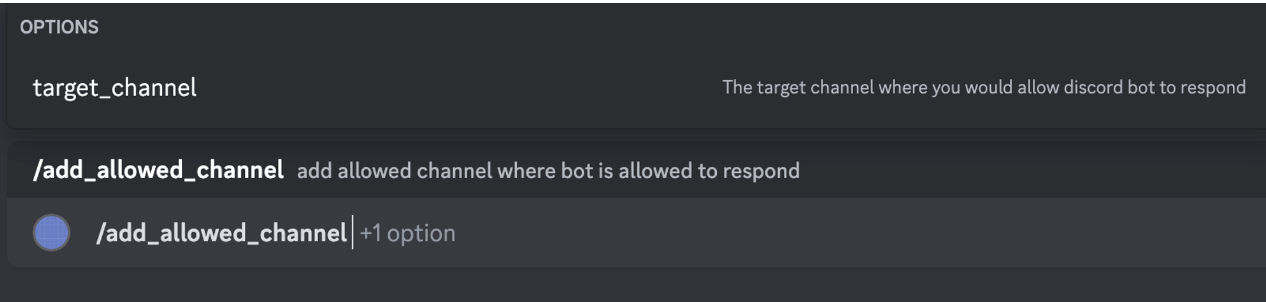 OPTIONS
target_channel The target channel where you would allow discord bot to respond
/add_allowed_channel add allowed channel where bot is allowed to respond
/add_allowed_channel +1 option